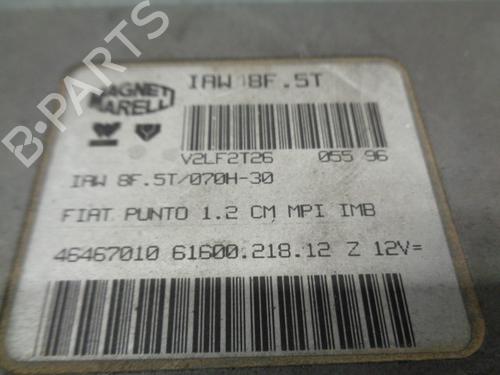 B-PARTS
MAGNETI MARELLI
IAW 8F.5T
V2LF2T26 055 96
IAW 8F.5T/070H-30
FIAT PUNTO 1.2 CM MPI IMB
46467010 61600.218.12 Z 12V=